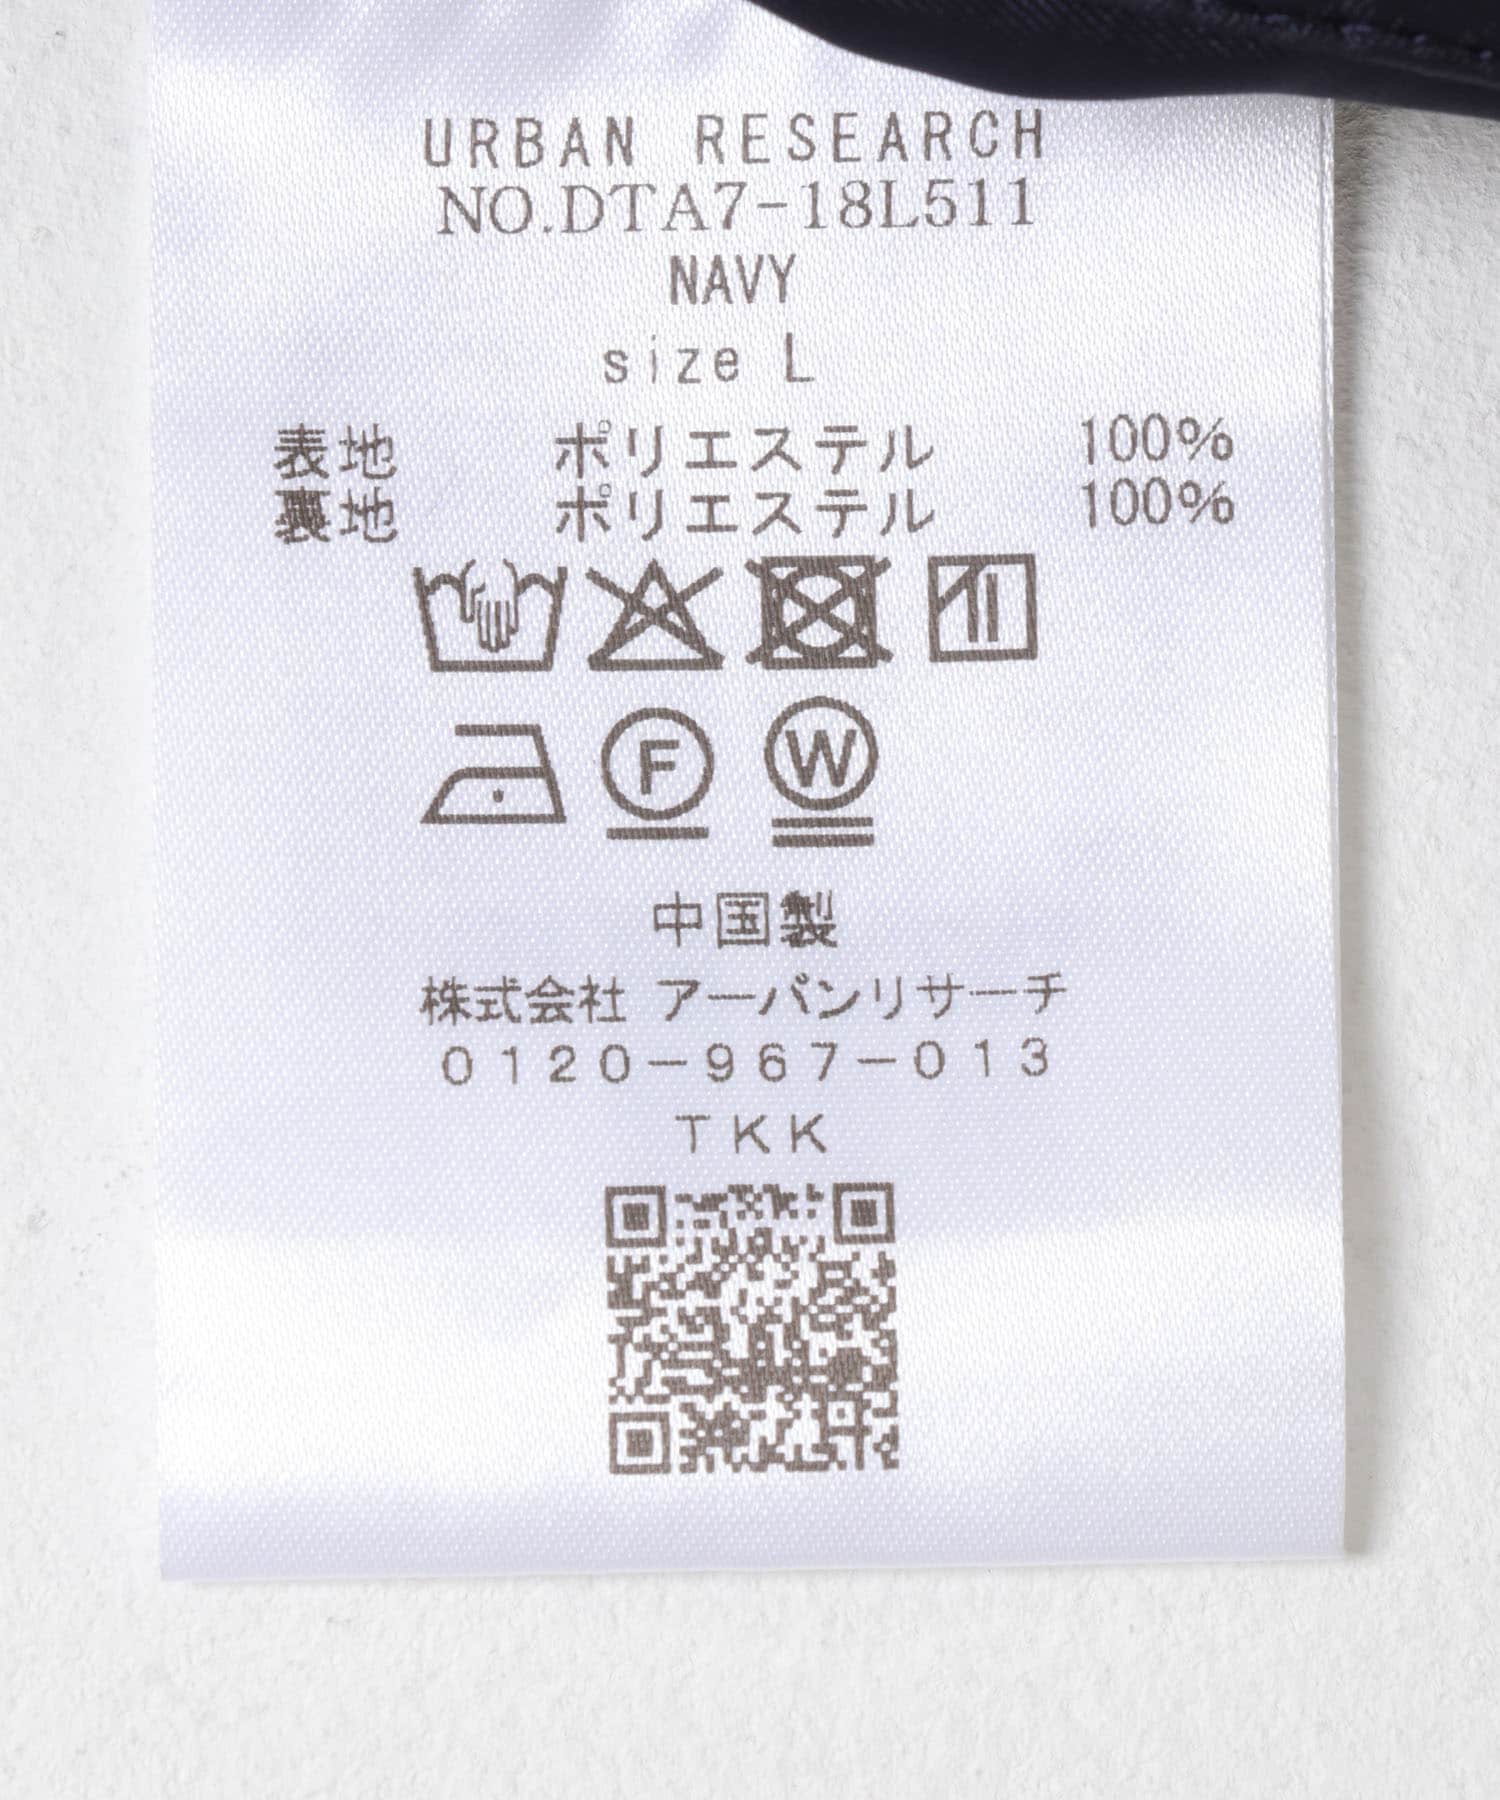 URBAN RESEARCH
NO.DTA7-18L511
NAVY
size L
表地 ポリエステル 100%
裏地 ポリエステル 100%
F W
中国製
株式会社 アーバンリサーチ
0120-967-013
TKK